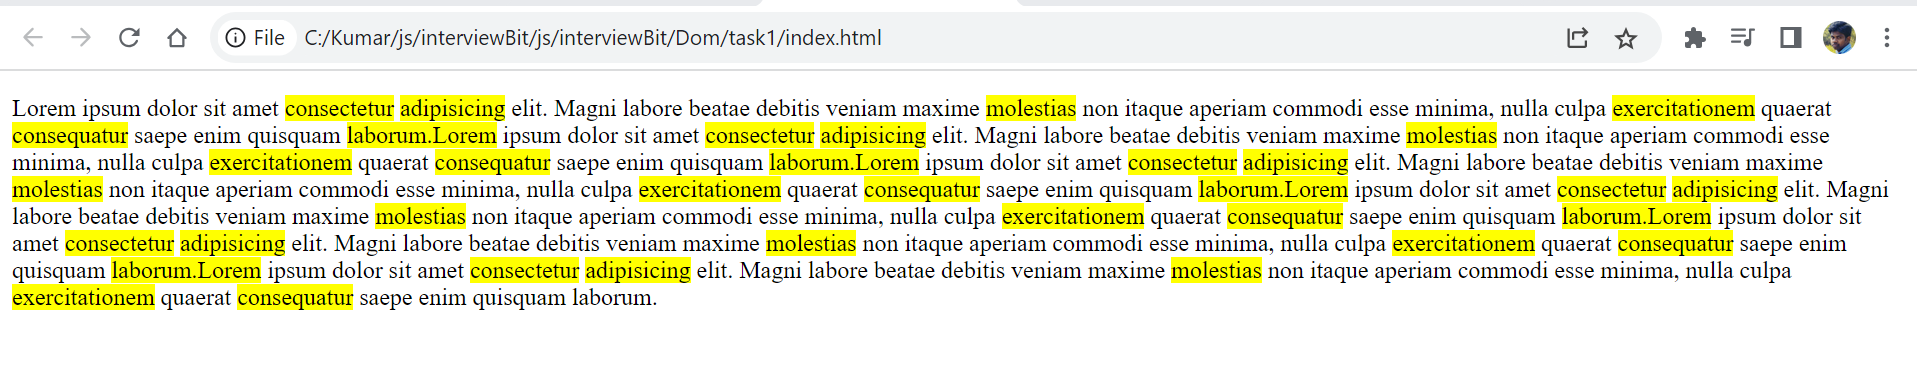 File C:/Kumar/js/interviewBit/js/interviewBit/Dom/task1/index.html
Lorem ipsum dolor sit amet consectetur adipisicing elit. Magni labore beatae debitis veniam maxime molestias non itaque aperiam commodi esse minima, nulla culpa exercitationem quaerat
consequatur saepe enim quisquam laborum.Lorem ipsum dolor sit amet consectetur adipisicing elit. Magni labore beatae debitis veniam maxime molestias non itaque aperiam commodi esse
minima, nulla culpa exercitationem quaerat consequatur saepe enim quisquam laborum.Lorem ipsum dolor sit amet consectetur adipisicing elit. Magni labore beatae debitis veniam maxime
molestias non itaque aperiam commodi esse minima, nulla culpa exercitationem quaerat consequatur saepe enim quisquam laborum.Lorem ipsum dolor sit amet consectetur adipisicing elit. Magni
labore beatae debitis veniam maxime molestias non itaque aperiam commodi esse minima, nulla culpa exercitationem quaerat consequatur saepe enim quisquam laborum.Lorem ipsum dolor sit
amet consectetur adipisicing elit. Magni labore beatae debitis veniam maxime molestias non itaque aperiam commodi esse minima, nulla culpa exercitationem quaerat consequatur saepe enim
quisquam laborum.Lorem ipsum dolor sit amet consectetur adipisicing elit. Magni labore beatae debitis veniam maxime molestias non itaque aperiam commodi esse minima, nulla culpa
exercitationem quaerat consequatur saepe enim quisquam laborum.